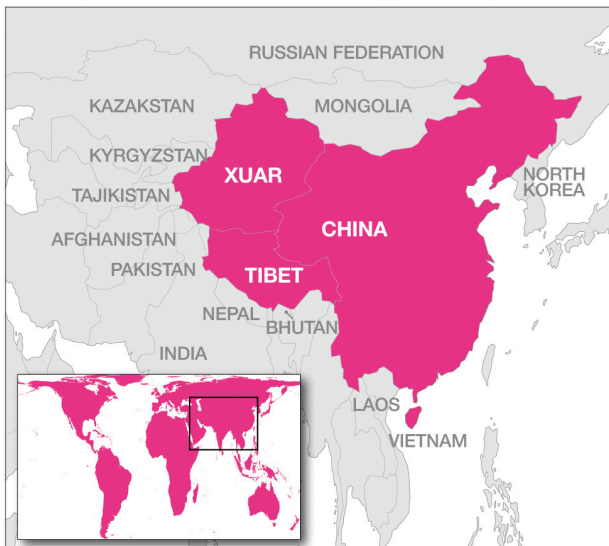 RUSSIAN FEDERATION
KAZAKSTAN
MONGOLIA
KYRGYZSTAN
XUAR
NORTH
KOREA
TAJIKISTAN
CHINA
AFGHANISTAN
PAKISTAN
TIBET
NEPAL
BHUTAN
INDIA
LAOS
VIETNAM